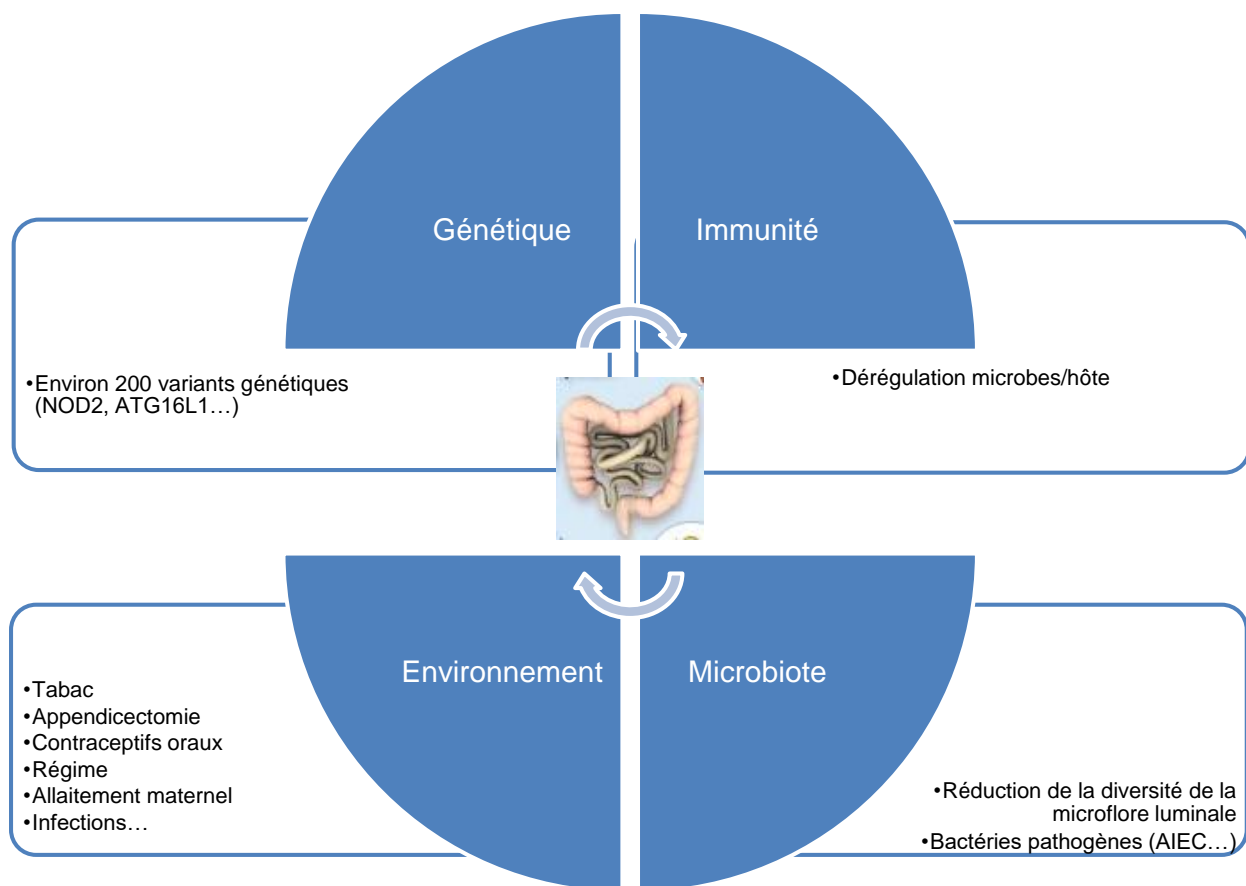 Génétique
Immunité
•Environ 200 variants génétiques
(NOD2, ATG16L1…)
•Dérégulation microbes/hôte
Environnement
Microbiote
•Tabac
•Appendicectomie
•Contraceptifs oraux
•Régime
•Allaitement maternel
•Infections…
•Réduction de la diversité de la
microflore luminale
•Bactéries pathogènes (AIEC…)